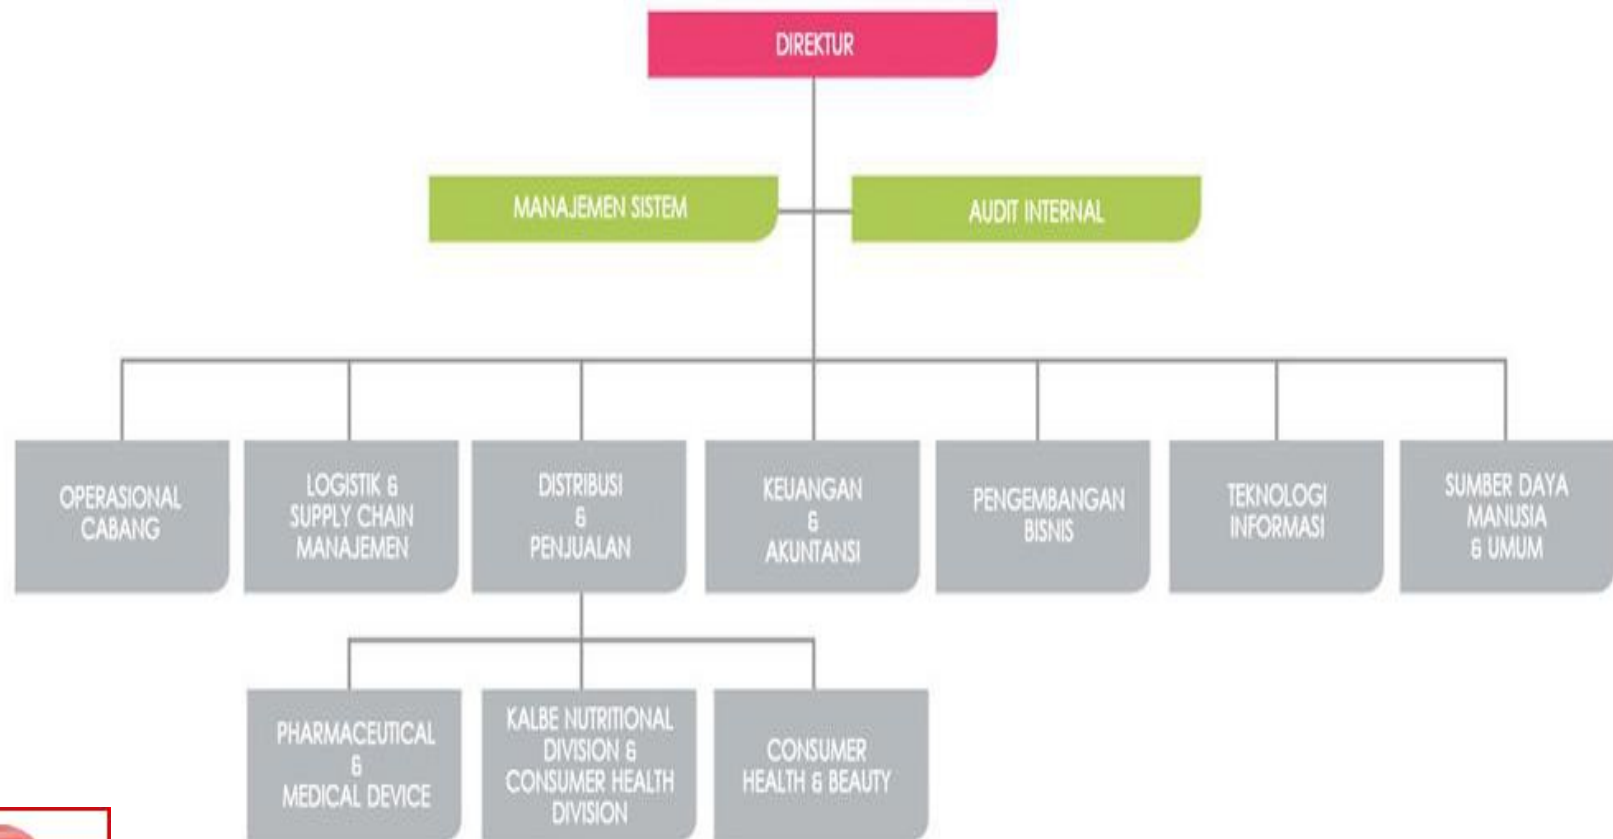 DIREKTUR
MANAJEMEN SISTEM
AUDIT INTERNAL
OPERASIONAL
CABANG
LOGISTIK &
SUPPLY CHAIN
MANAJEMEN
DISTRIBUSI
&
PENJUALAN
KEUANGAN
&
AKUNTANSI
PENGEMBANGAN
BISNIS
TEKNOLOGI
INFORMASI
SUMBER DAYA
MANUSIA
& UMUM
PHARMACEUTICAL
&
MEDICAL DEVICE
KALBE NUTRITIONAL
DIVISION &
CONSUMER HEALTH
DIVISION
CONSUMER
HEALTH & BEAUTY